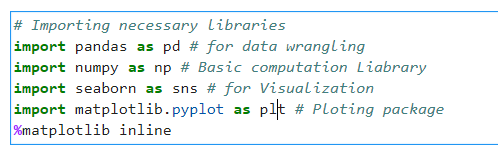 # Importing necessary libraries
import pandas as pd # for data wrangling
import numpy as np # Basic computation Liabrary
import seaborn as sns # for Visualization
import matplotlib.pyplot as plt # Ploting package
%matplotlib inline